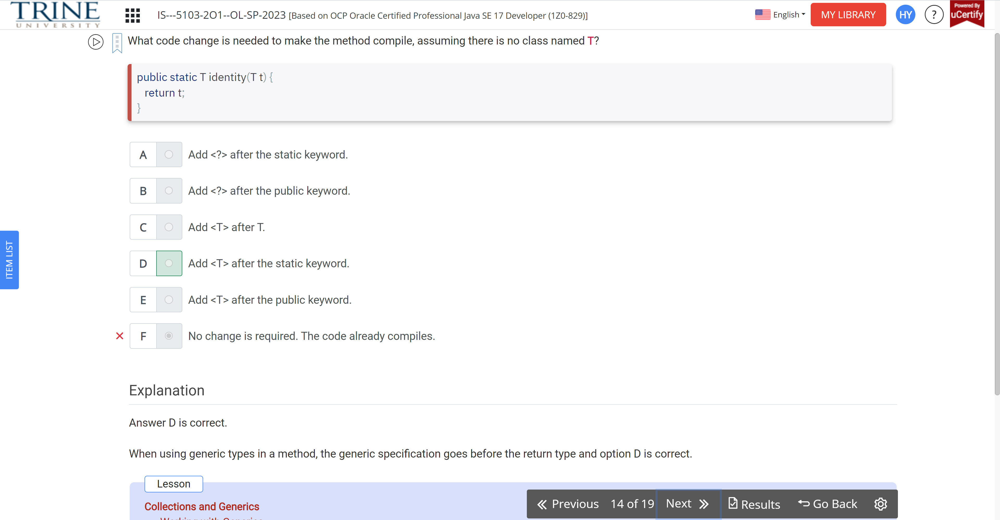 TRINE
UNIVERSITY
IS---5103-2O1--OL-SP-2023 [Based on OCP Oracle Certified Professional Java SE 17 Developer (1Z0-829)]
English
MY LIBRARY
HY
?
Powered By
uCertify
What code change is needed to make the method compile, assuming there is no class named T?
public static T identity(T t) {
return t;
}
A Add <?> after the static keyword.
B Add <?> after the public keyword.
C Add <T> after T.
D Add <T> after the static keyword.
E Add <T> after the public keyword.
F No change is required. The code already compiles.
ITEM LIST
Explanation
Answer D is correct.
When using generic types in a method, the generic specification goes before the return type and option D is correct.
Lesson
Collections and Generics
Working with Generics
Previous 14 of 19 Next Results Go Back